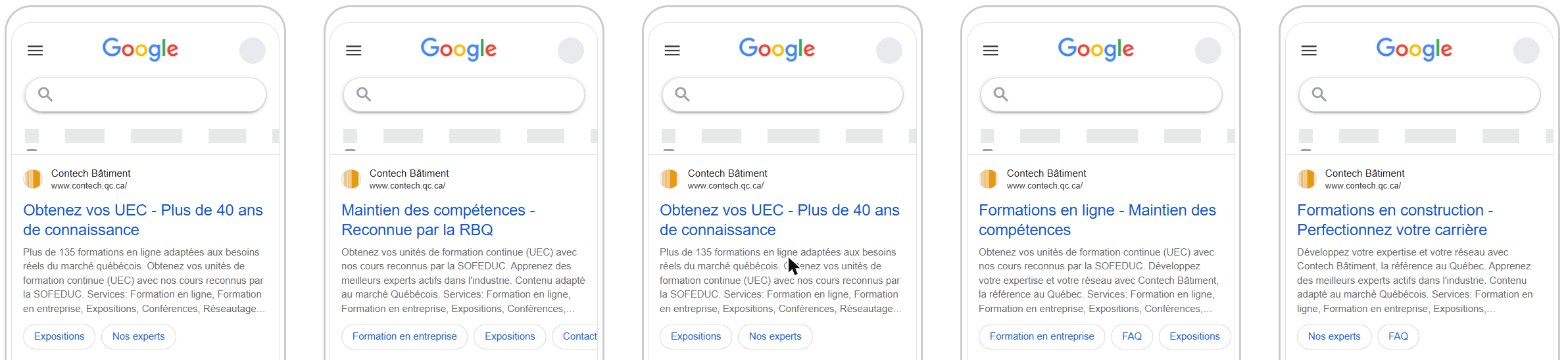 Google
Contech Bâtiment
www.contech.qc.ca/
Obtenez vos UEC - Plus de 40 ans
de connaissance
Plus de 135 formations en ligne adaptées aux besoins
réels du marché québécois. Obtenez vos unités de
formation continue (UEC) avec nos cours reconnus par
la SOFEDUC. Services: Formation en ligne, Formation
en entreprise, Expositions, Conférences, Réseautage...
Expositions
Nos experts
Google
Contech Bâtiment
www.contech.qc.ca/
Maintien des compétences -
Reconnue par la RBQ
Obtenez vos unités de formation continue (UEC) avec
nos cours reconnus par la SOFEDUC. Apprenez des
meilleurs experts actifs dans l'industrie. Contenu adapté
au marché Québécois. Services: Formation en ligne,
Formation en entreprise, Expositions, Conférences,...
Formation en entreprise
Expositions
Contact
Google
Contech Bâtiment
www.contech.qc.ca/
Obtenez vos UEC - Plus de 40 ans
de connaissance
Plus de 135 formations en ligne adaptées aux besoins
réels du marché québécois. Obtenez vos unités de
formation continue (UEC) avec nos cours reconnus par
la SOFEDUC. Services: Formation en ligne, Formation
en entreprise, Expositions, Conférences, Réseautage...
Expositions
Nos experts
Google
Contech Bâtiment
www.contech.qc.ca/
Formations en ligne - Maintien des
compétences
Obtenez vos unités de formation continue (UEC) avec
nos cours reconnus par la SOFEDUC. Développez
votre expertise et votre réseau avec Contech Bâtiment,
la référence au Québec. Services: Formation en ligne,
Formation en entreprise, Expositions, Conférences,...
Formation en entreprise
FAQ
Expositions
Google
Contech Bâtiment
www.contech.qc.ca/
Formations en construction -
Perfectionnez votre carrière
Développez votre expertise et votre réseau avec
Contech Bâtiment, la référence au Québec. Apprenez
des meilleurs experts actifs dans l'industrie. Contenu
adapté au marché Québécois. Services: Formation en
ligne, Formation en entreprise, Expositions,...
Nos experts
FAQ